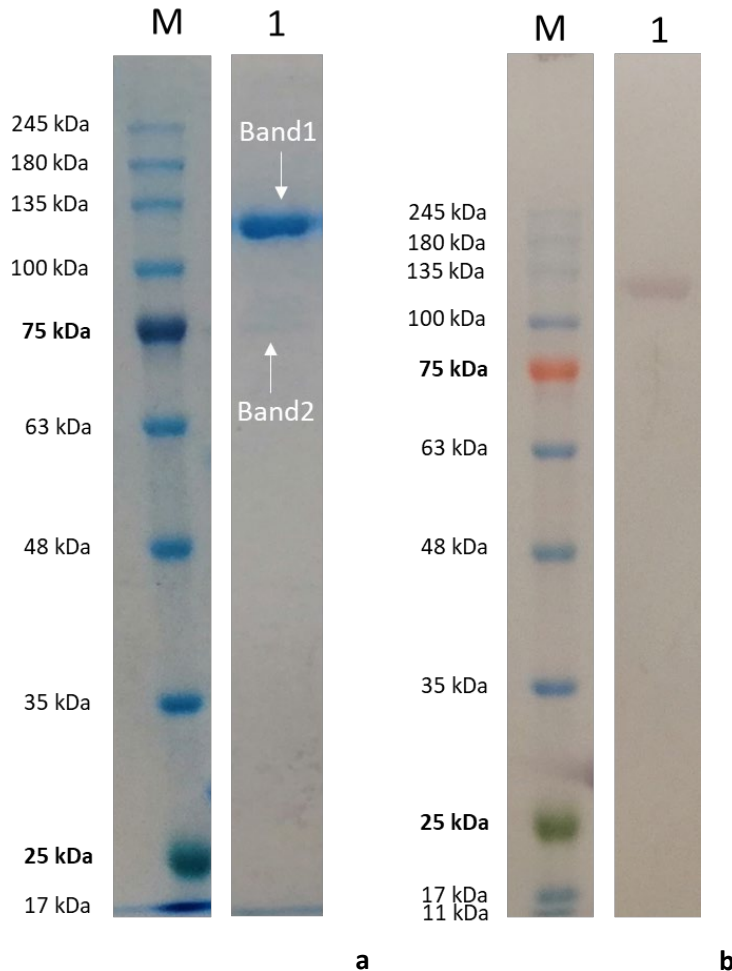 M
1
245 kDa
180 kDa
135 kDa
100 kDa
75 kDa
63 kDa
48 kDa
35 kDa
25 kDa
17 kDa
Band1
Band2
a
M
1
245 kDa
180 kDa
135 kDa
100 kDa
75 kDa
63 kDa
48 kDa
35 kDa
25 kDa
17 kDa
11 kDa
b